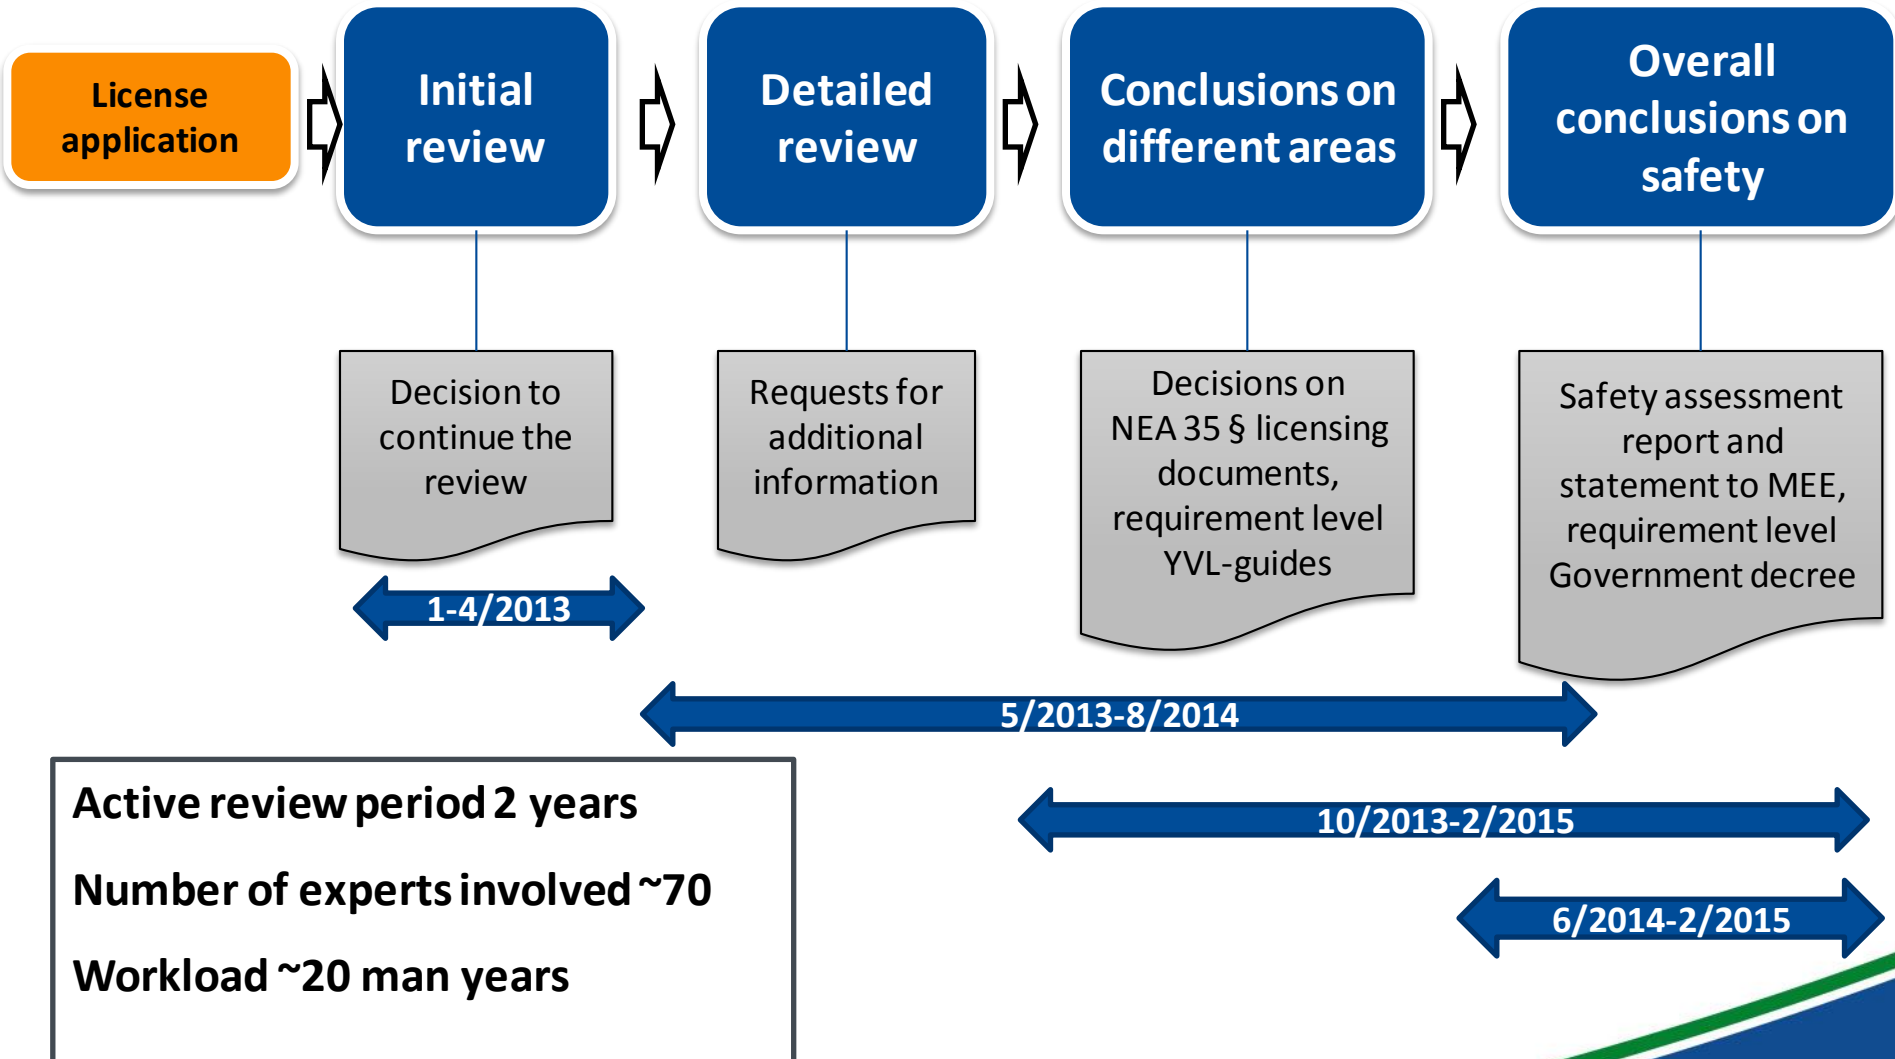 License
application
Initial
review
Detailed
review
Conclusions on
different areas
Overall
conclusions on
safety
Decision to
continue the
review
Requests for
additional
information
Decisions on
NEA 35 § licensing
documents,
requirement level
YVL-guides
Safety assessment
report and
statement to MEE,
requirement level
Government decree
1-4/2013
5/2013-8/2014
10/2013-2/2015
6/2014-2/2015
Active review period 2 years
Number of experts involved ~70
Workload ~20 man years